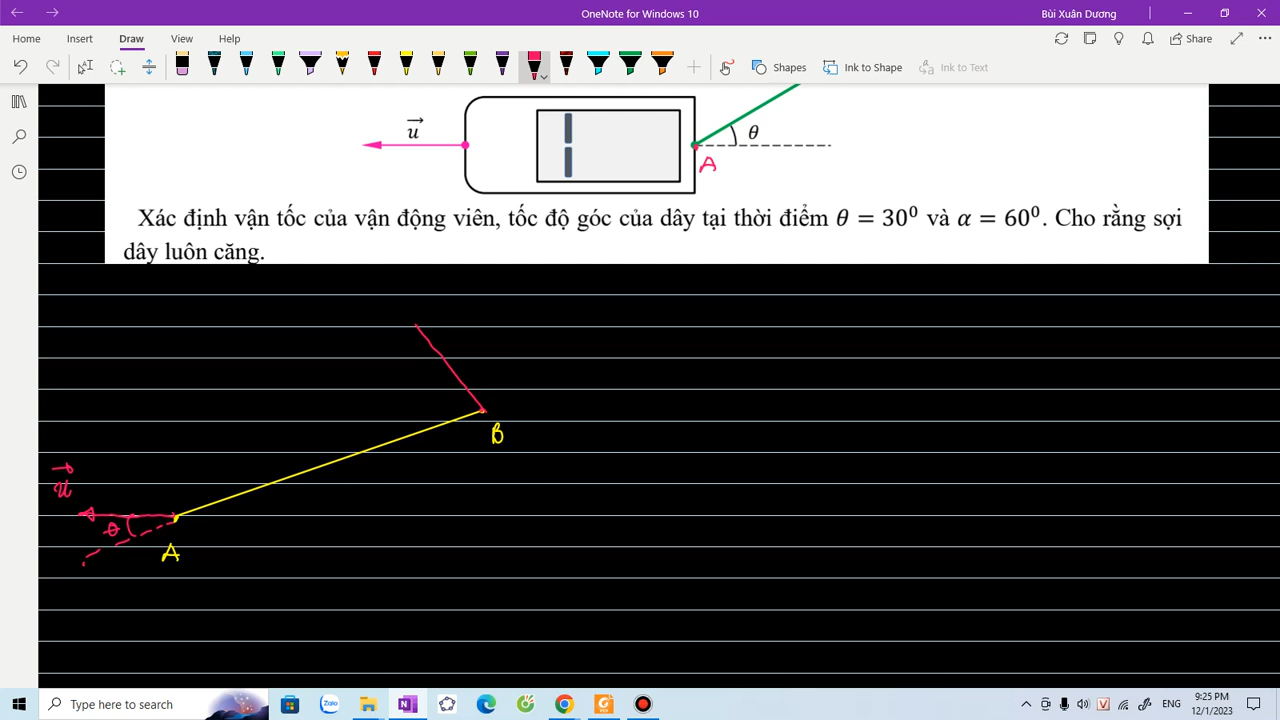 OneNote for Windows 10
Bùi Xuân Dương
Home Insert Draw View Help
Share
Shapes
Ink to Shape
Ink to Text
u
θ
A
Xác định vận tốc của vận động viên, tốc độ góc của dây tại thời điểm θ = 30⁰ và α = 60⁰. Cho rằng sợi
dây luôn căng.
B
u
θ
A
Type here to search
Zalo
V
ENG
9:25 PM
12/1/2023